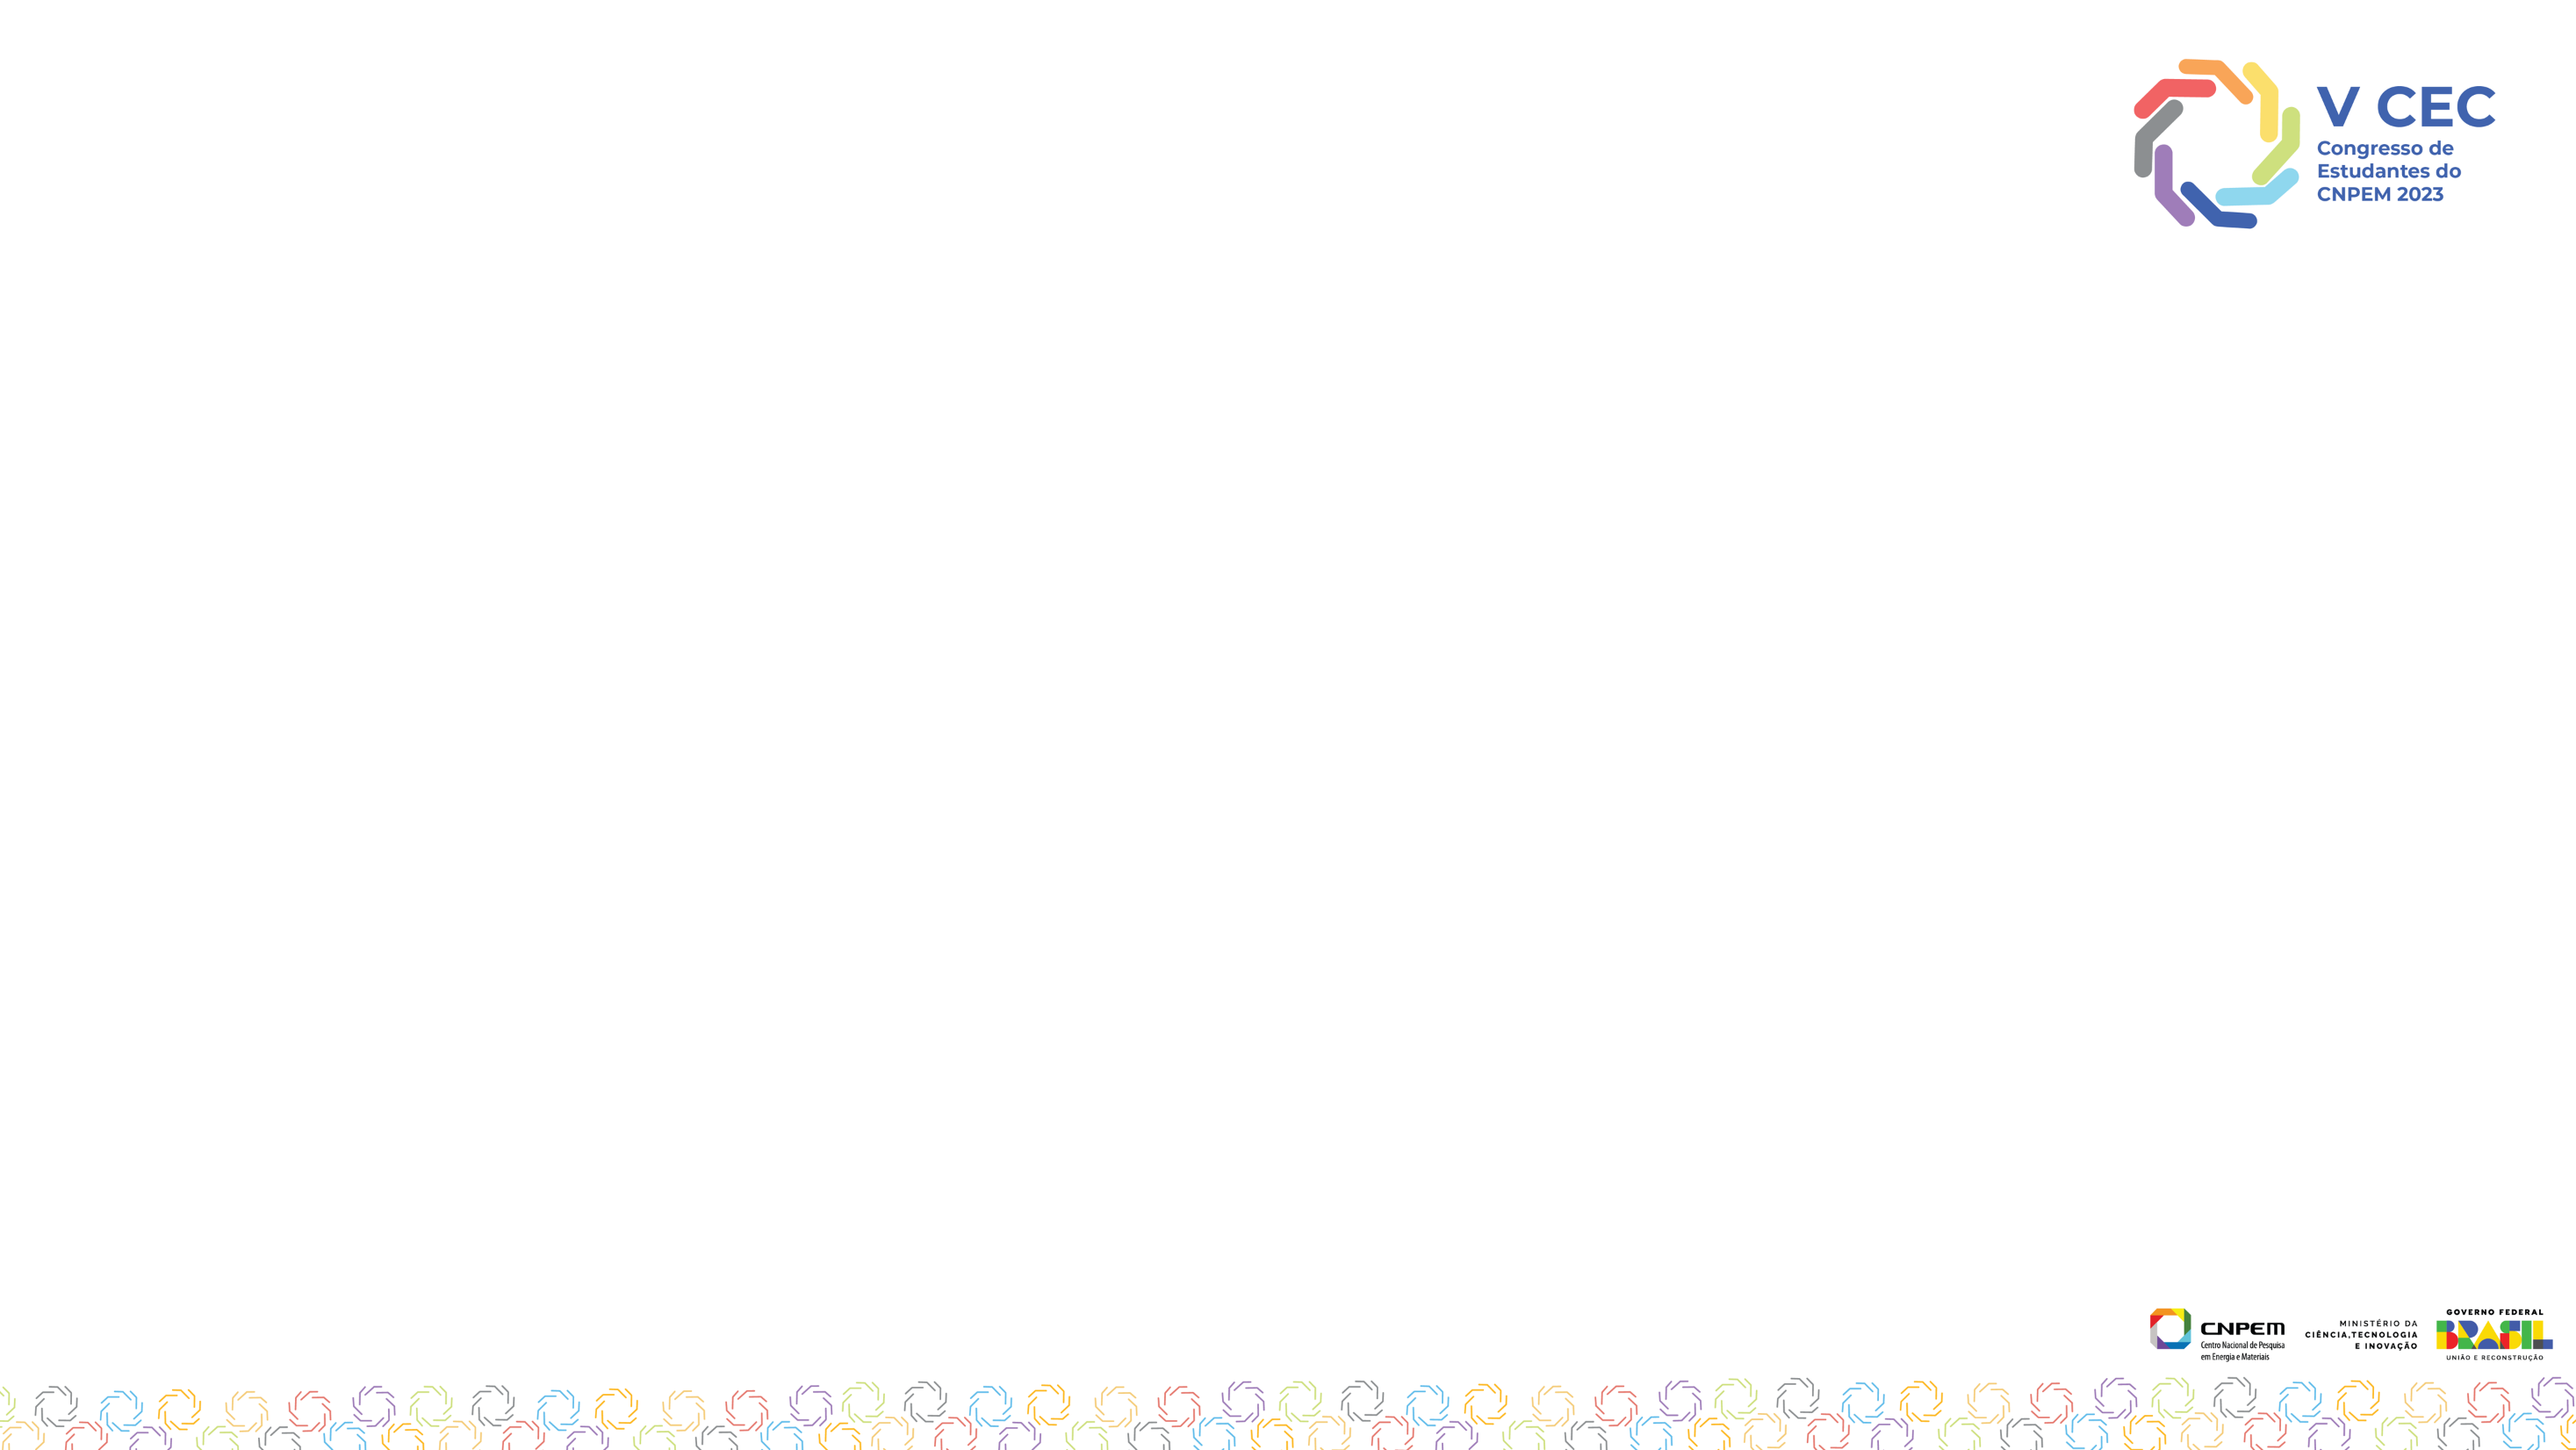 V CEC
Congresso de
Estudantes do
CNPEM 2023
CNPEM
Centro Nacional de Pesquisa
em Energia e Materiais
MINISTÉRIO DA
CIÊNCIA, TECNOLOGIA
E INOVAÇÃO
GOVERNO FEDERAL
BRASIL
UNIÃO E RECONSTRUÇÃO